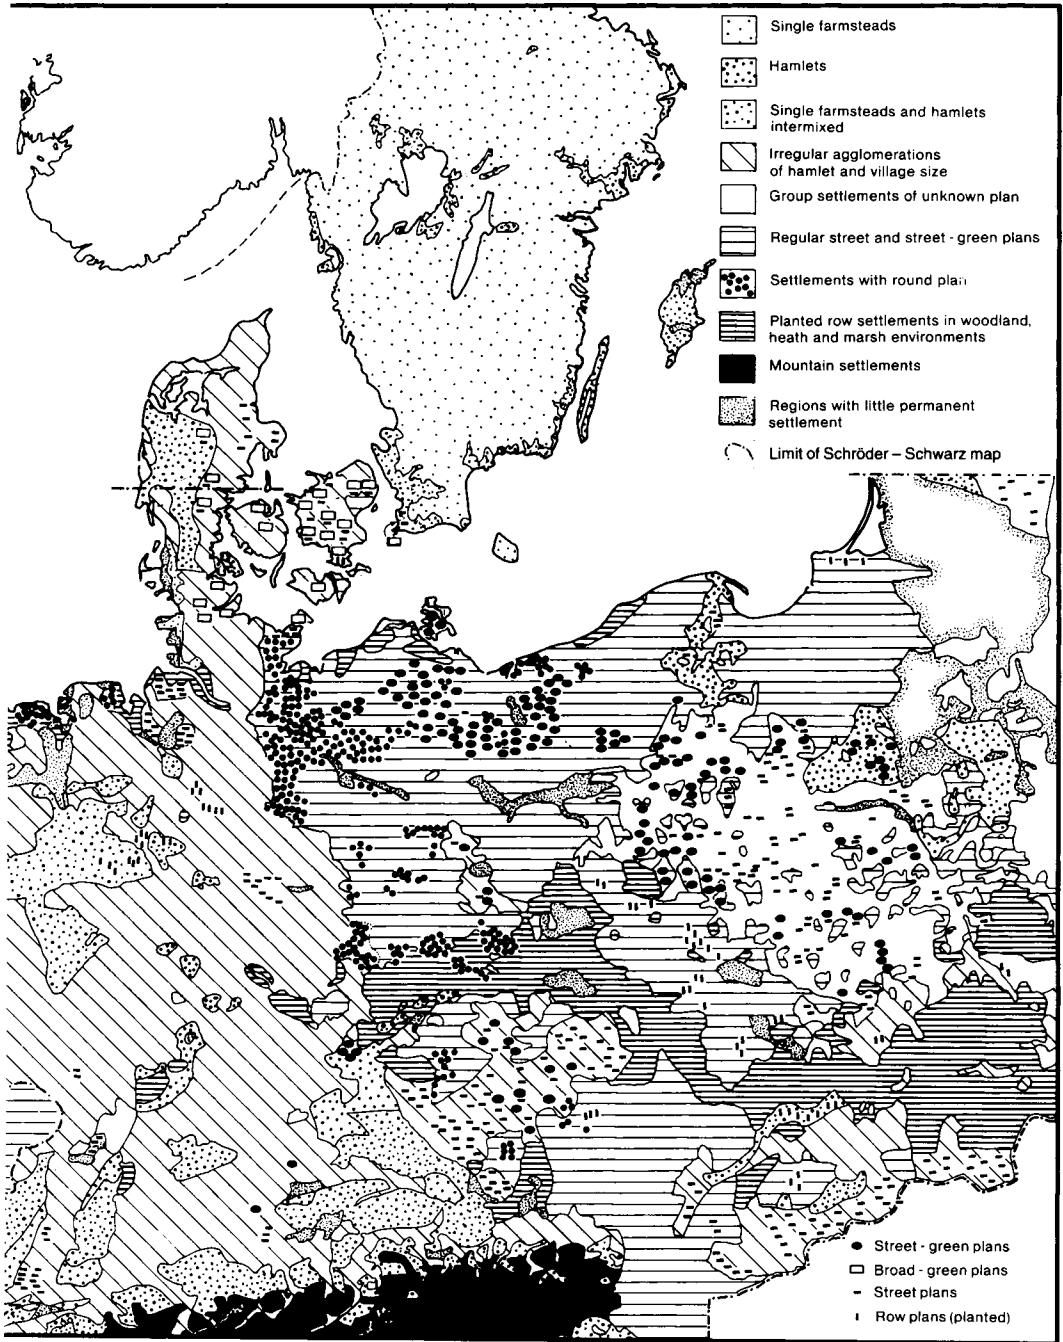 Single farmsteads
Hamlets
Single farmsteads and hamlets
intermixed
Irregular agglomerations
of hamlet and village size
Group settlements of unknown plan
Regular street and street - green plans
Settlements with round plan
Planted row settlements in woodland,
heath and marsh environments
Mountain settlements
Regions with little permanent
settlement
Limit of Schröder – Schwarz map
Street - green plans
Broad - green plans
Street plans
Row plans (planted)